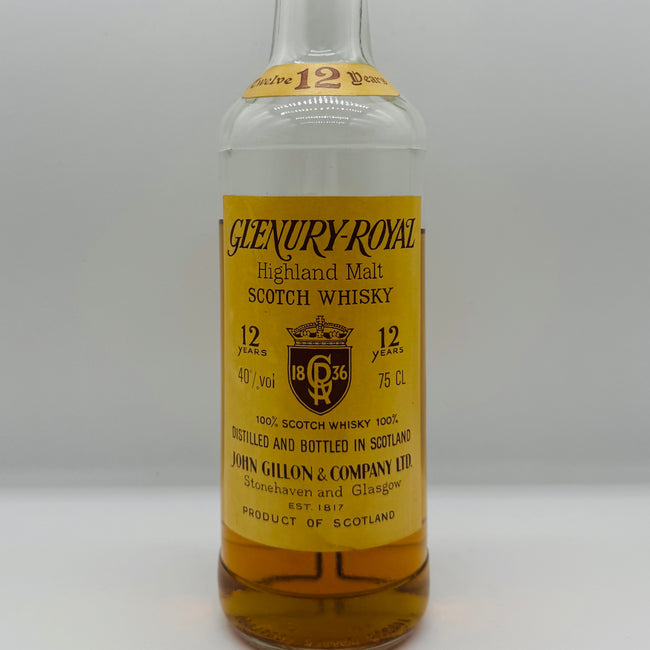 Twelve 12 Years
GLENURY-ROYAL
Highland Malt
SCOTCH WHISKY
12 YEARS
12 YEARS
40°/o vol
18 GR 36
75 CL
100% SCOTCH WHISKY 100%
DISTILLED AND BOTTLED IN SCOTLAND
JOHN GILLON & COMPANY LTD.
Stonehaven and Glasgow
EST. 1817
PRODUCT OF SCOTLAND